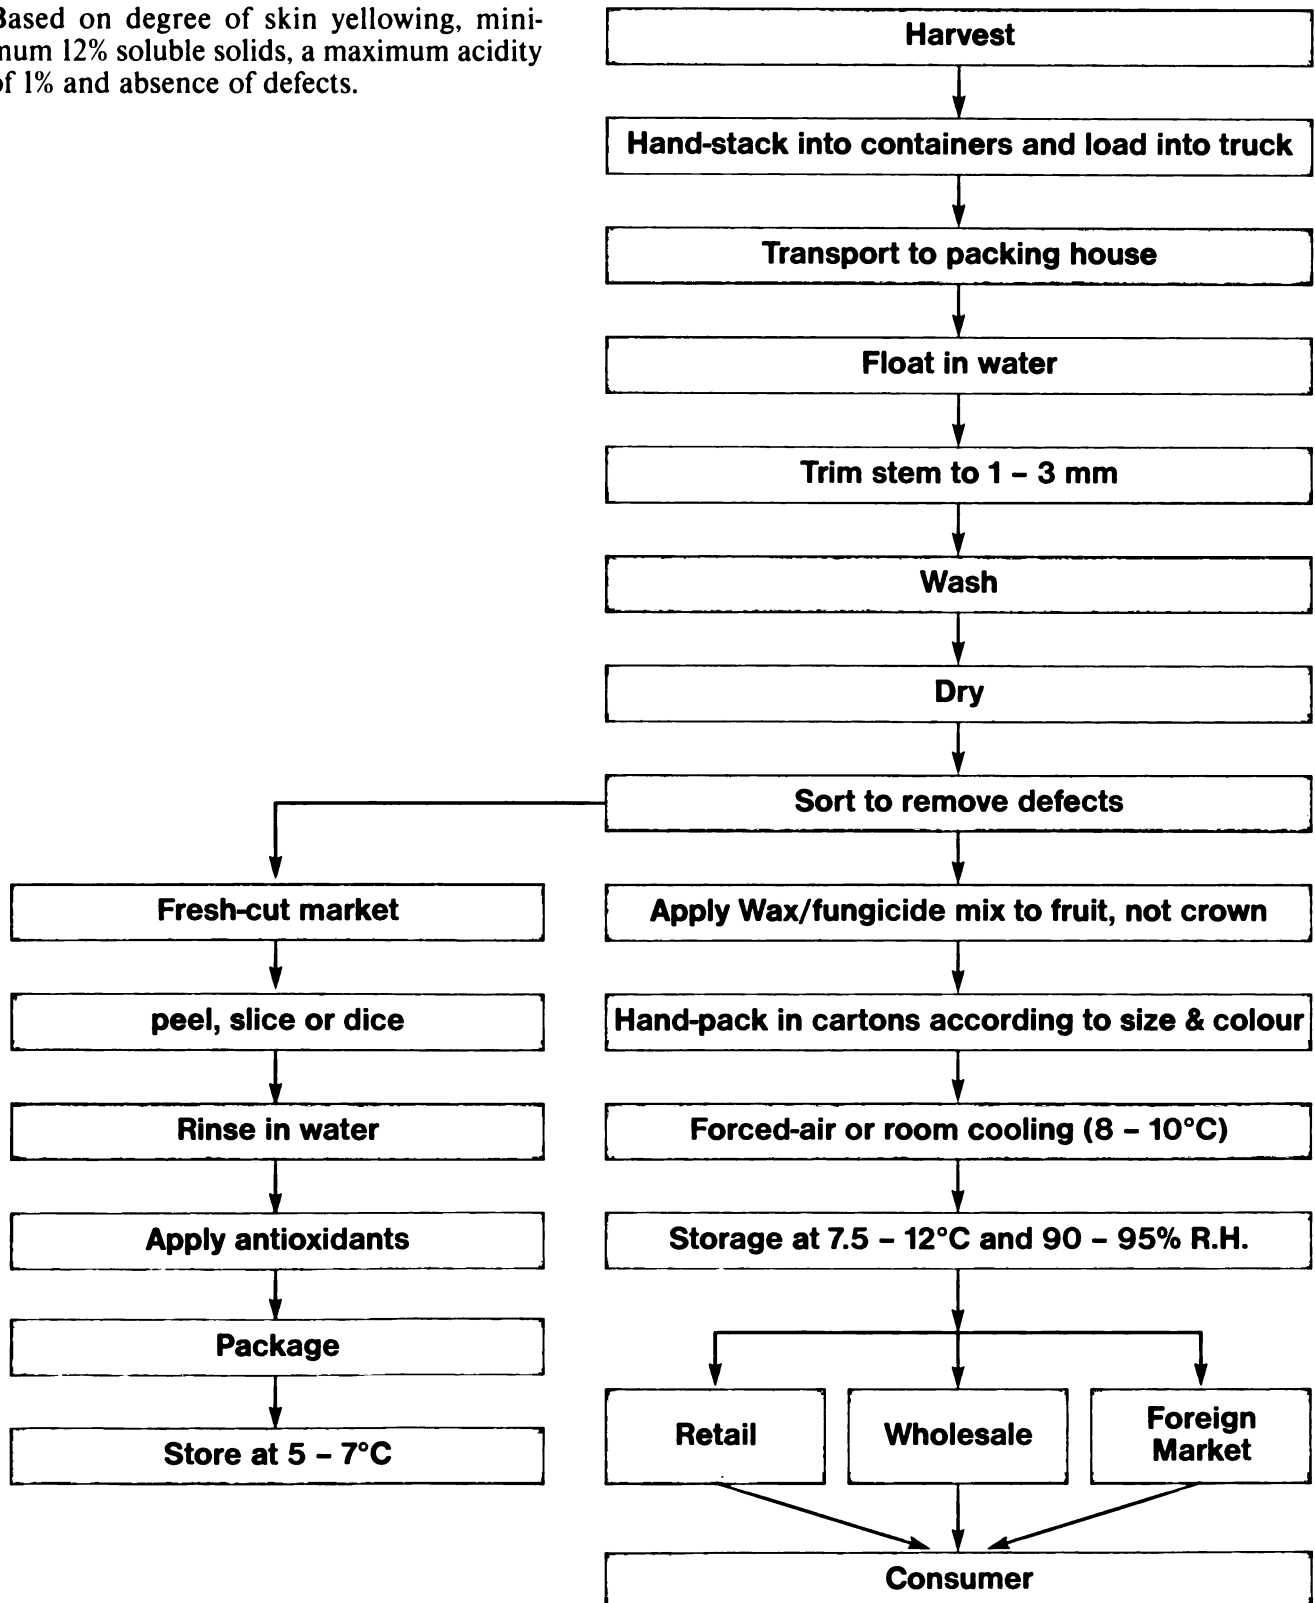 Based on degree of skin yellowing, mini-
mum 12% soluble solids, a maximum acidity
of 1% and absence of defects.
Harvest
Hand-stack into containers and load into truck
Transport to packing house
Float in water
Trim stem to 1 – 3 mm
Wash
Dry
Sort to remove defects
Fresh-cut market
peel, slice or dice
Rinse in water
Apply antioxidants
Package
Store at 5 – 7°C
Apply Wax/fungicide mix to fruit, not crown
Hand-pack in cartons according to size & colour
Forced-air or room cooling (8 – 10°C)
Storage at 7.5 – 12°C and 90 – 95% R.H.
Retail
Wholesale
Foreign
Market
Consumer